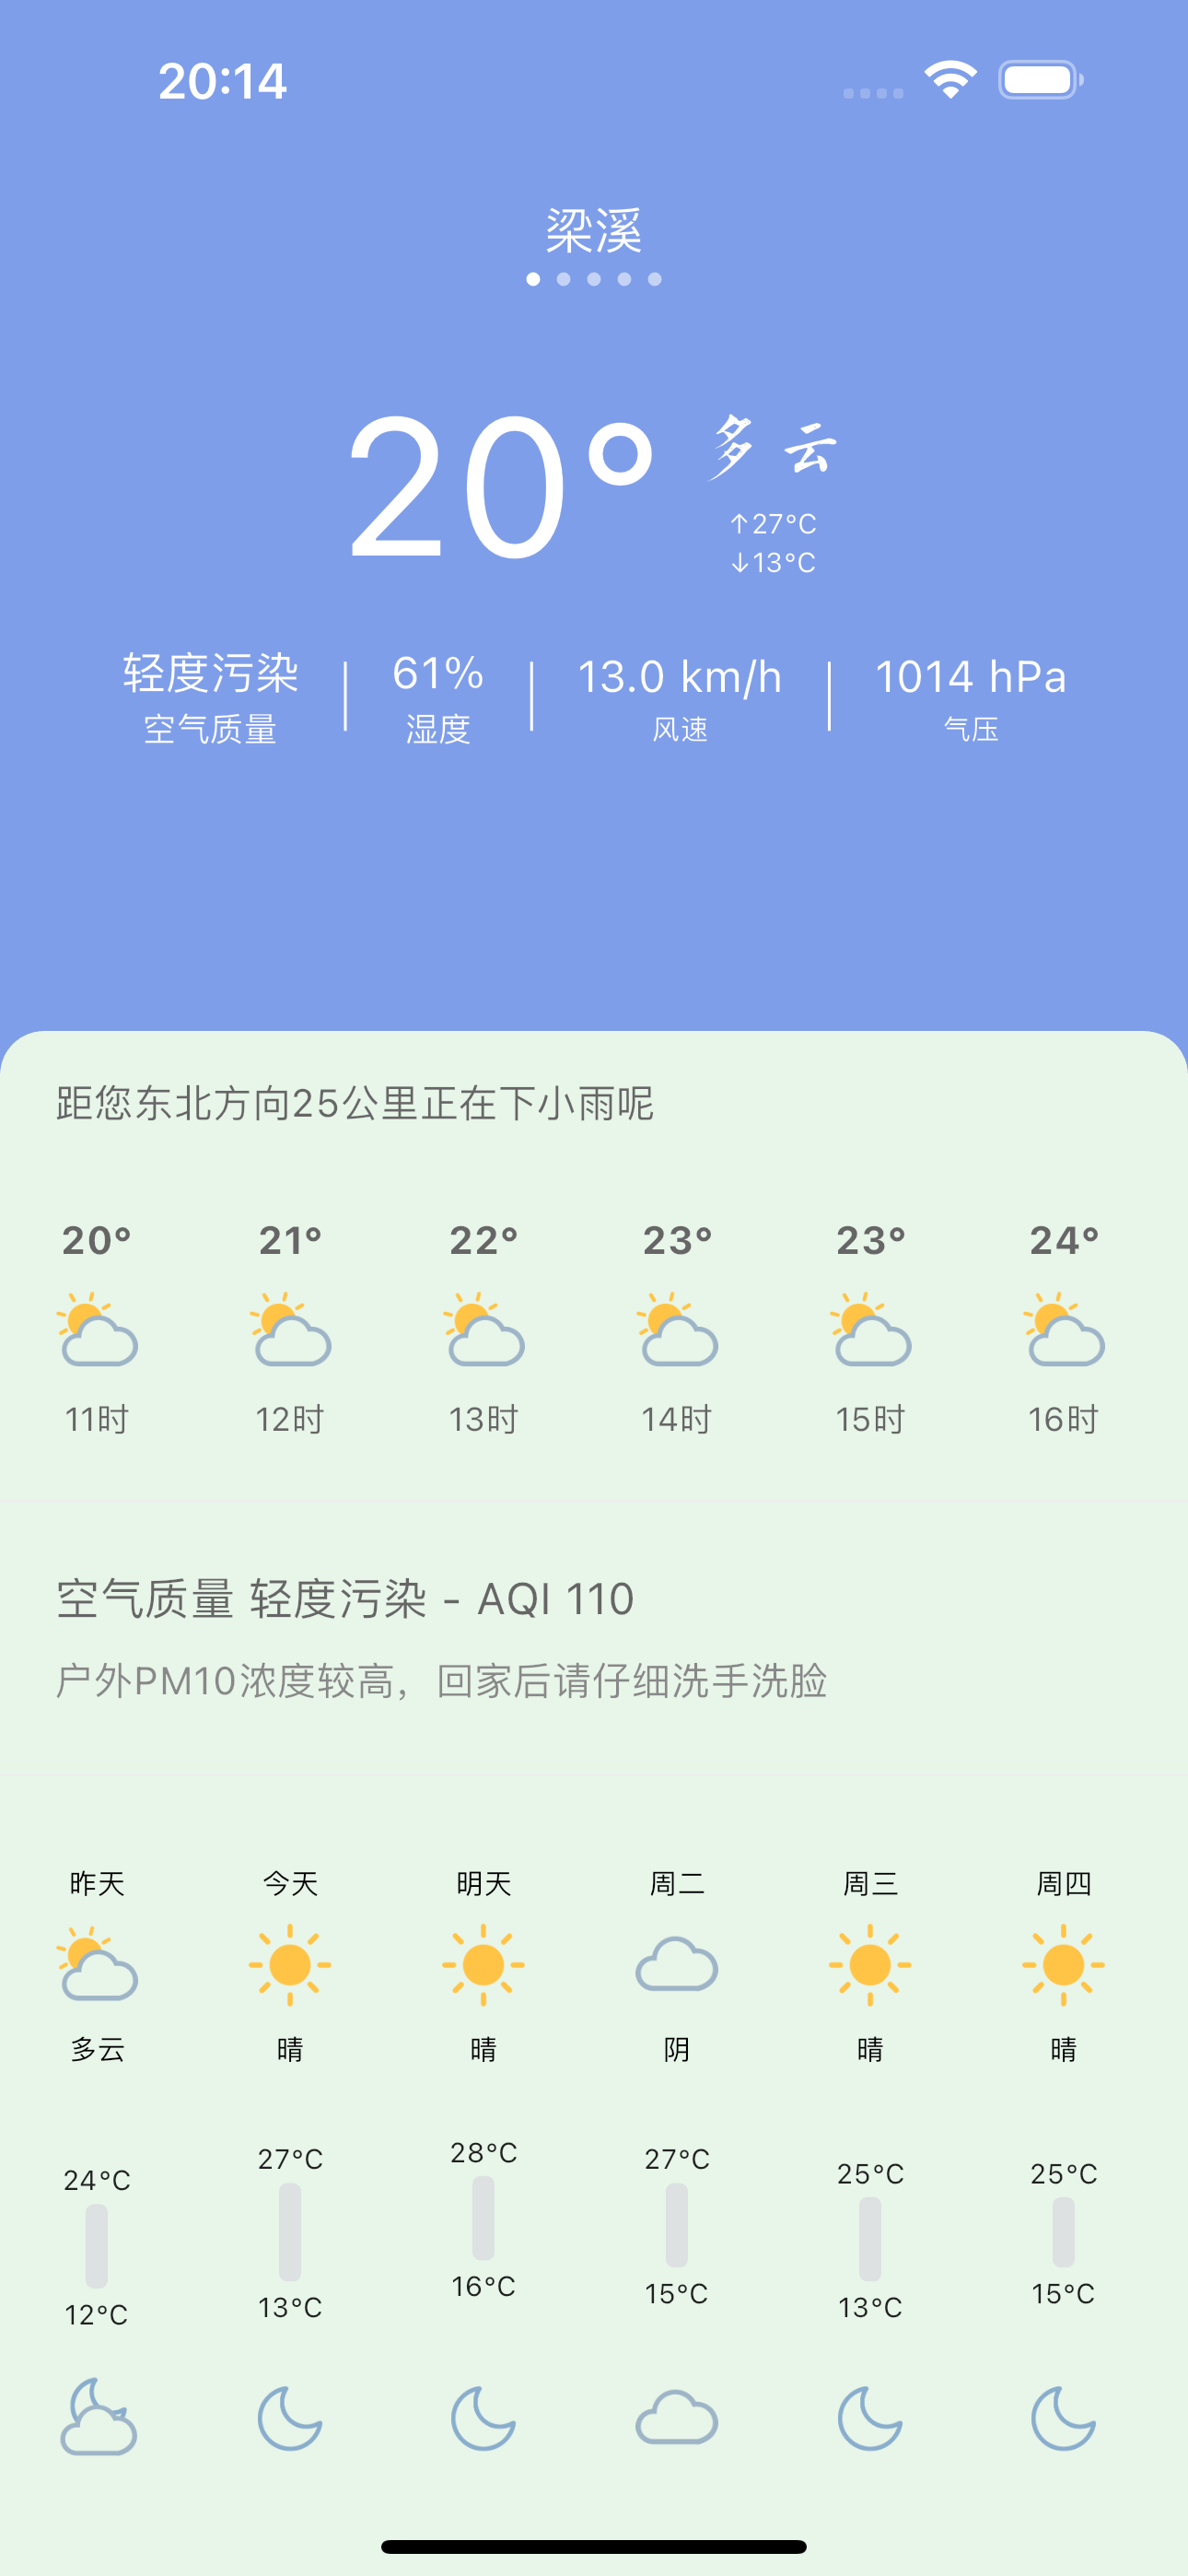 20:14
梁溪
20° 多云
↑27°C
↓13°C
轻度污染 61% 13.0 km/h 1014 hPa
空气质量 湿度 风速 气压
距您东北方向25公里正在下小雨呢
20° 21° 22° 23° 23° 24°
11时 12时 13时 14时 15时 16时
空气质量 轻度污染 - AQI 110
户外PM10浓度较高，回家后请仔细洗手洗脸
昨天 今天 明天 周二 周三 周四
多云 晴 晴 阴 晴 晴
24°C 27°C 28°C 27°C 25°C 25°C
12°C 13°C 16°C 15°C 13°C 15°C